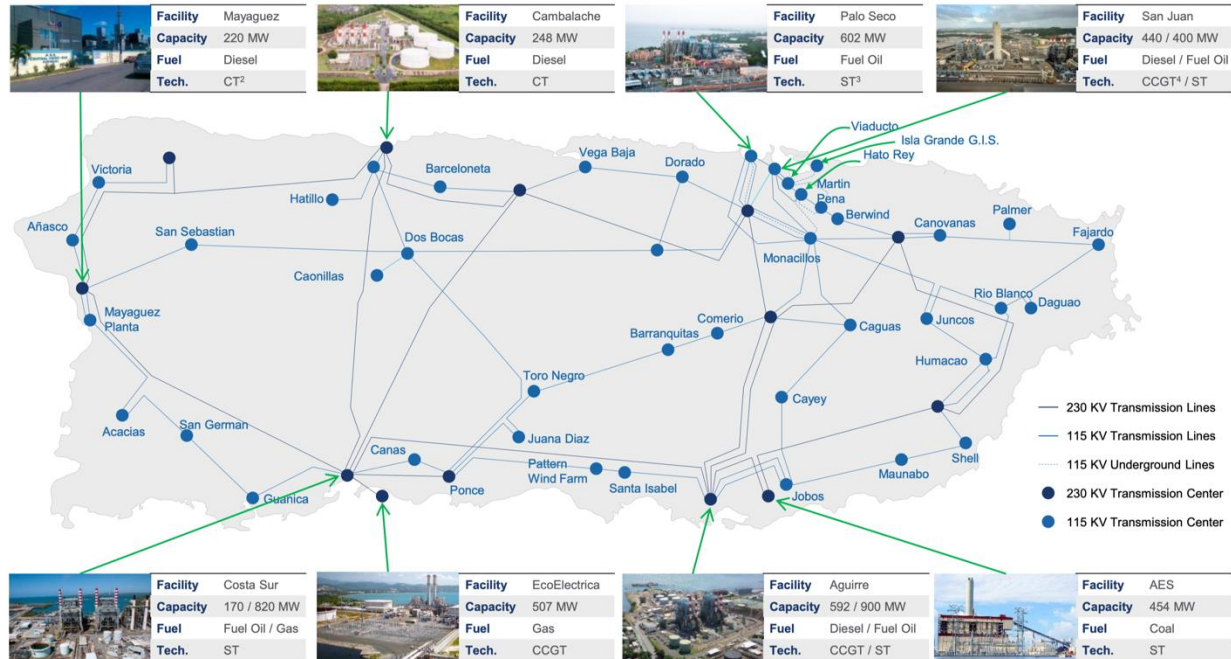 Facility Mayaguez
Capacity 220 MW
Fuel Diesel
Tech. CT²
Facility Cambalache
Capacity 248 MW
Fuel Diesel
Tech. CT
Facility Palo Seco
Capacity 602 MW
Fuel Fuel Oil
Tech. ST³
Facility San Juan
Capacity 440 / 400 MW
Fuel Diesel / Fuel Oil
Tech. CCGT⁴ / ST
Viaducto
Isla Grande G.I.S.
Hato Rey
Victoria
Barceloneta
Vega Baja
Dorado
Hatillo
Martin
Pena
Berwind
Canovanas
Palmer
Añasco
San Sebastian
Dos Bocas
Monacillos
Fajardo
Caonillas
Mayaguez
Planta
Rio Blanco
Daguao
Juncos
Comerio
Barranquitas
Caguas
Humacao
Toro Negro
Cayey
Acacias
San German
Juana Diaz
Canas
Ponce
Pattern
Wind Farm
Santa Isabel
Guanica
Jobos
Maunabo
Shell
230 KV Transmission Lines
115 KV Transmission Lines
115 KV Underground Lines
230 KV Transmission Center
115 KV Transmission Center
Facility Costa Sur
Capacity 170 / 820 MW
Fuel Fuel Oil / Gas
Tech. ST
Facility EcoElectrica
Capacity 507 MW
Fuel Gas
Tech. CCGT
Facility Aguirre
Capacity 592 / 900 MW
Fuel Diesel / Fuel Oil
Tech. CCGT / ST
Facility AES
Capacity 454 MW
Fuel Coal
Tech. ST